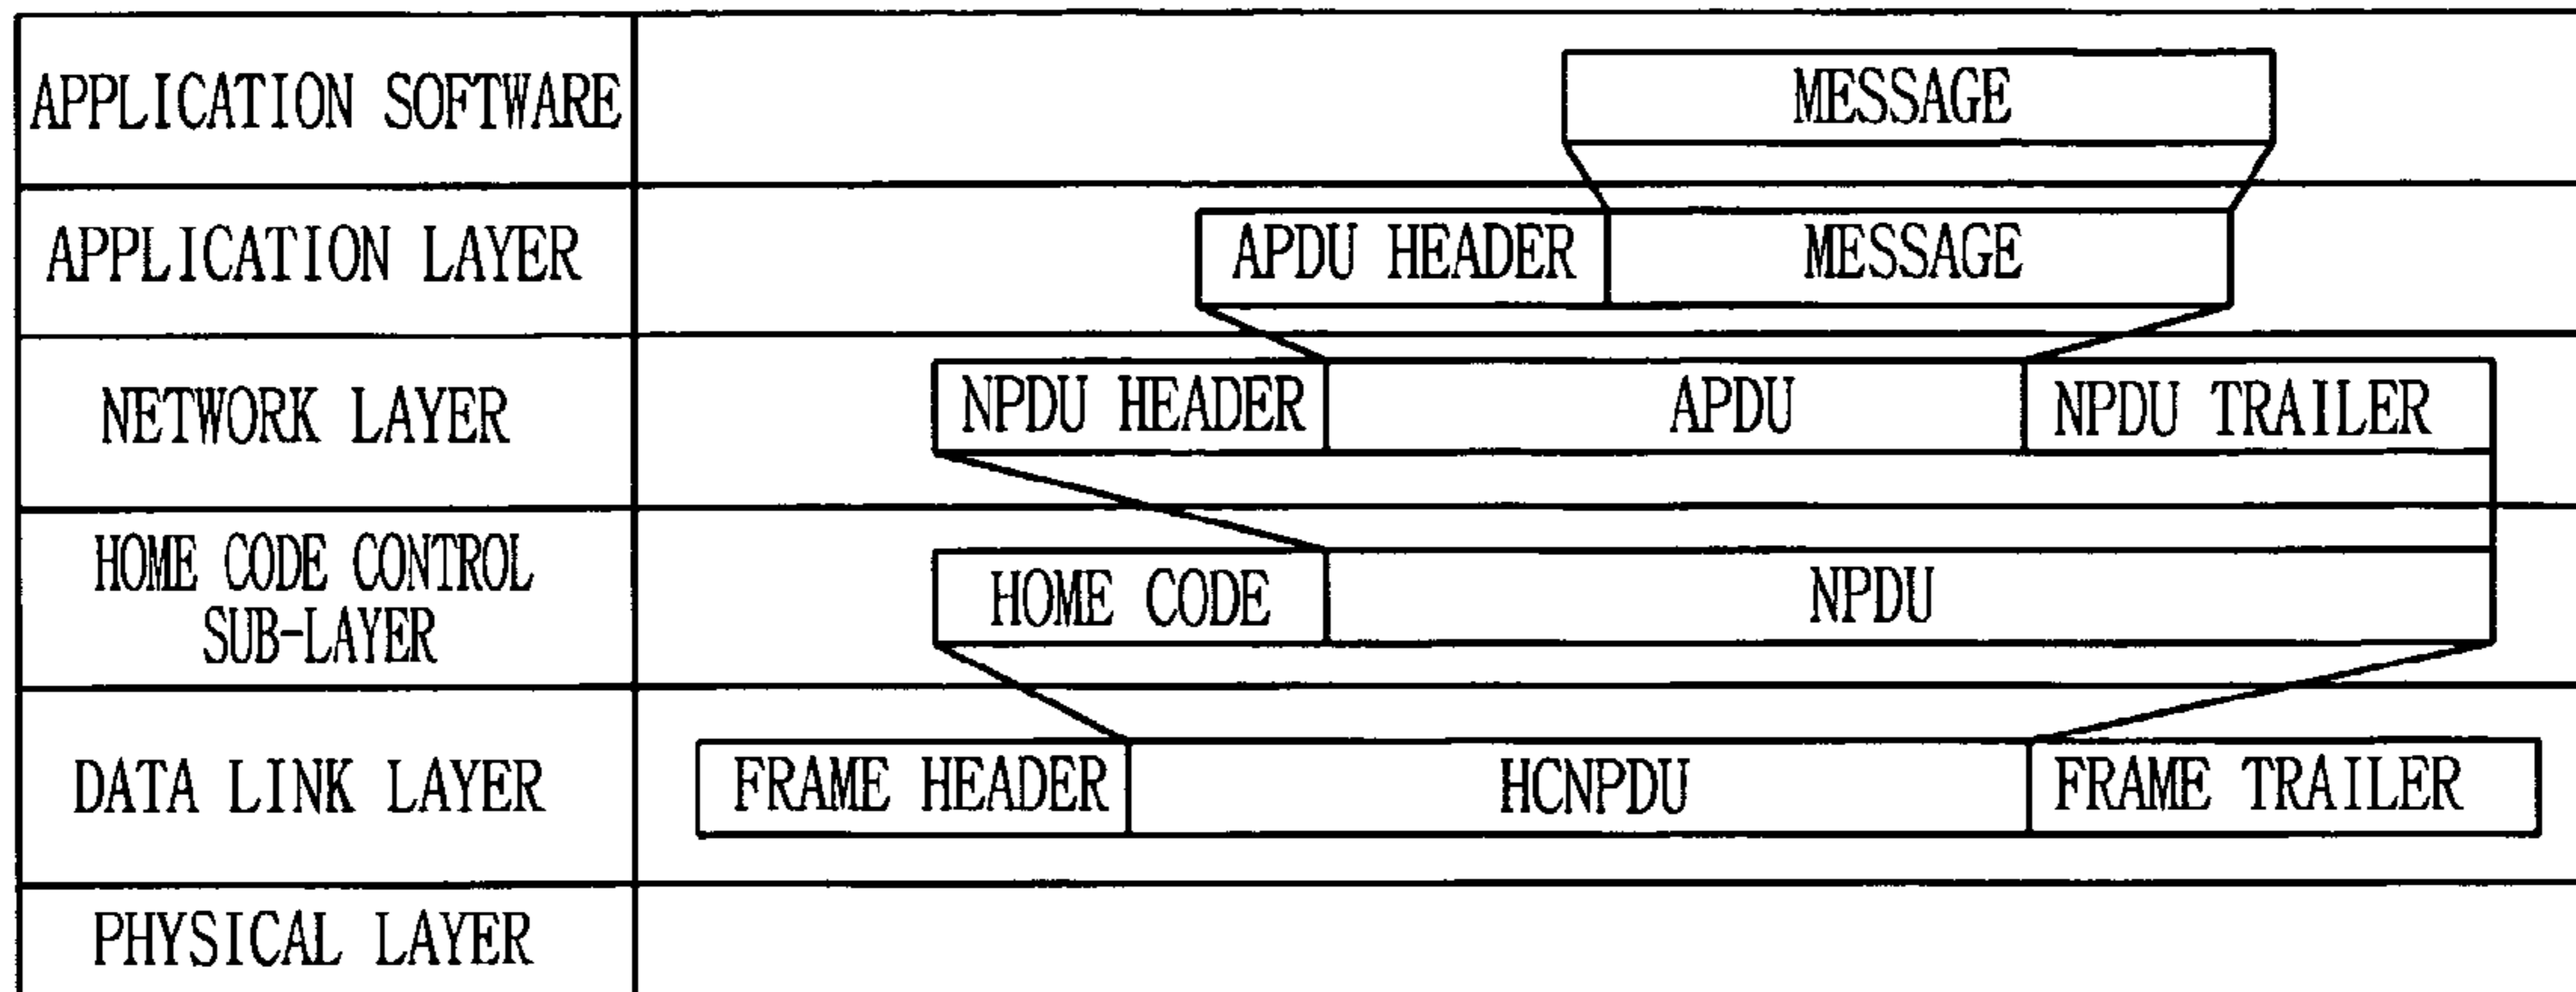 APPLICATION SOFTWARE
MESSAGE
APPLICATION LAYER
APDU HEADER
MESSAGE
NETWORK LAYER
NPDU HEADER
APDU
NPDU TRAILER
HOME CODE CONTROL
SUB-LAYER
HOME CODE
NPDU
DATA LINK LAYER
FRAME HEADER
HCNPDU
FRAME TRAILER
PHYSICAL LAYER